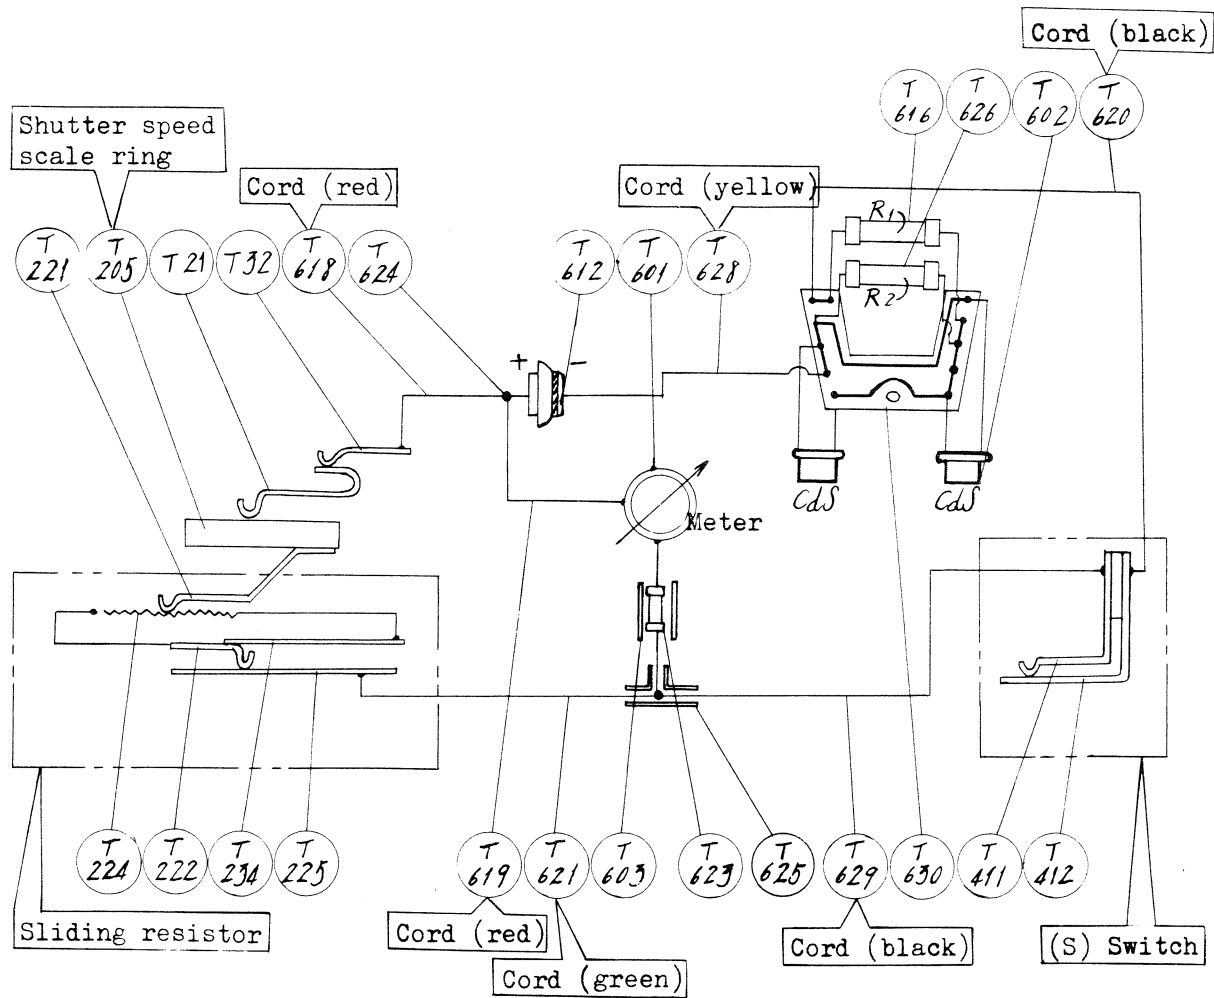 Cord (black)
T 616
T 626
T 602
T 620
Shutter speed
scale ring
Cord (red)
Cord (yellow)
R1
T 221
T 205
T21
T32
T 618
T 624
T 612
T 601
T 628
R2
+ -
CdS
CdS
Meter
T 224
T 222
T 234
T 225
T 619
T 621
T 603
T 623
T 625
T 629
T 630
T 411
T 412
Sliding resistor
Cord (red)
Cord (black)
(S) Switch
Cord (green)